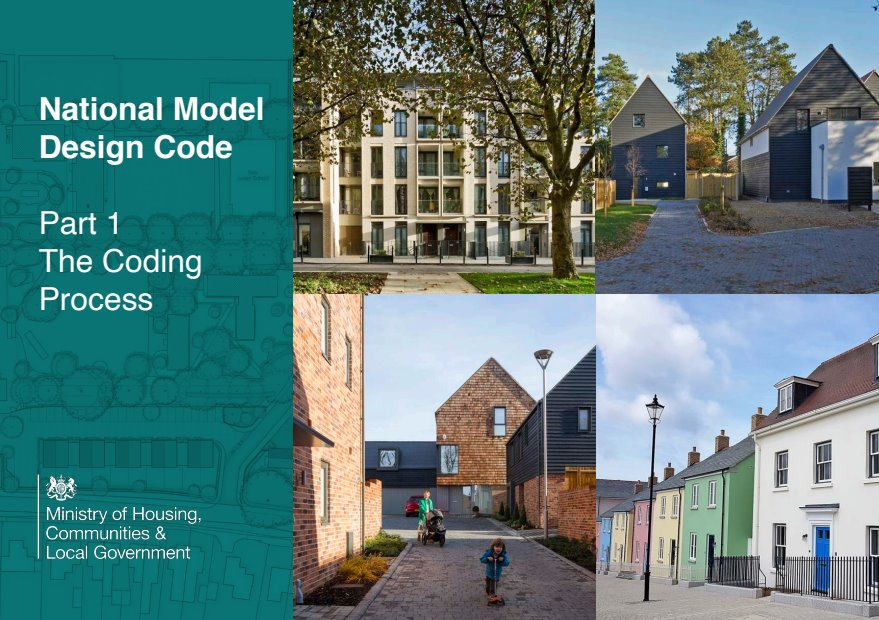 National Model
Design Code
Part 1
The Coding
Process
Ministry of Housing,
Communities &
Local Government